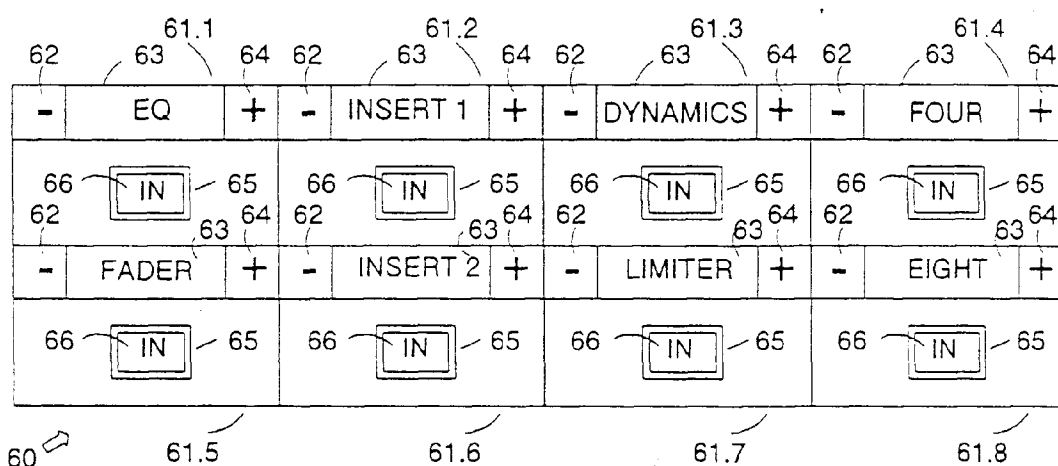 61.1 61.2 61.3 61.4
62 63 64 62 63 64 62 63 64 62 63 64
- EQ + - INSERT 1 + - DYNAMICS + - FOUR +
66 IN 65 66 IN 65 66 IN 65 66 IN 65
62 63 64 62 63 64 62 63 64 62 63 64
- FADER + - INSERT 2 + - LIMITER + - EIGHT +
66 IN 65 66 IN 65 66 IN 65 66 IN 65
60 61.5 61.6 61.7 61.8